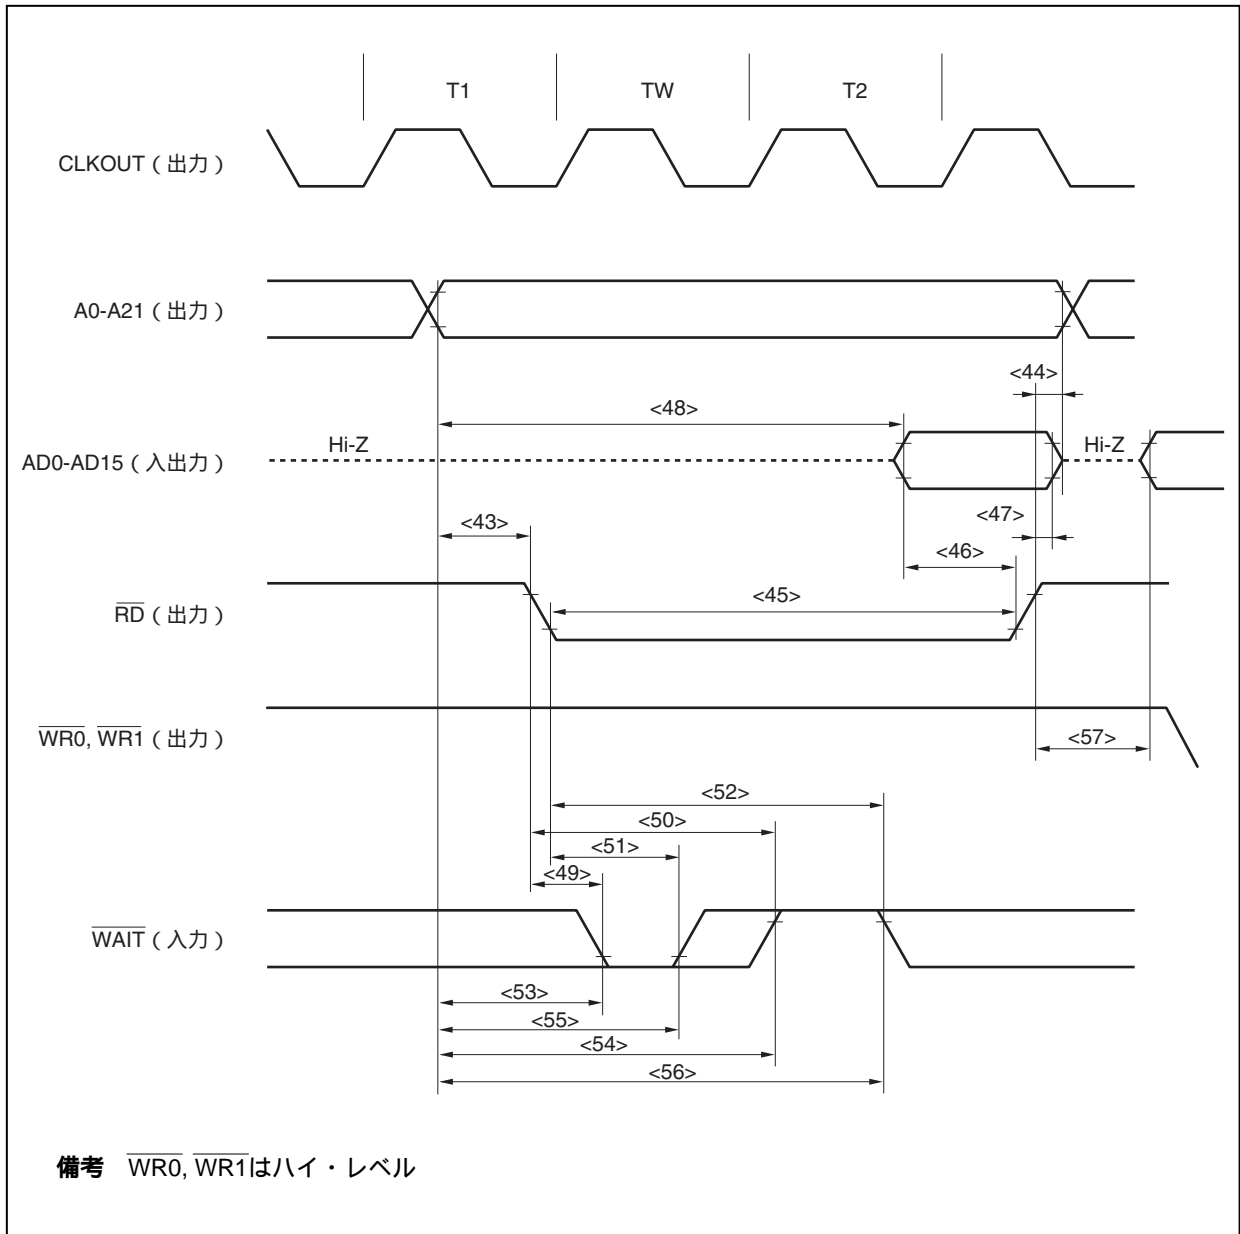 T1 TW T2
CLKOUT（出力）
A0-A21（出力）
<44>
<48>
AD0-AD15（入出力） Hi-Z Hi-Z
<47>
<43>
<46>
<45>
RD（出力）
WR0, WR1（出力）
<57>
<52>
<50>
<51>
<49>
WAIT（入力）
<53>
<55>
<54>
<56>
備考 WR0, WR1はハイ・レベル